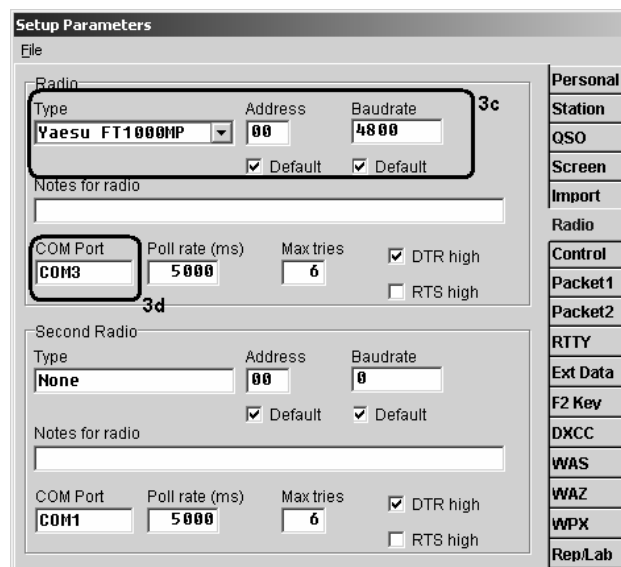 Setup Parameters
File
Radio
Type Address Baudrate 3c
Yaesu FT1000MP 00 4800
Default Default
Notes for radio
COM Port Poll rate (ms) Max tries DTR high
COM3 5000 6
RTS high
3d
Second Radio
Type Address Baudrate
None 00 0
Default Default
Notes for radio
COM Port Poll rate (ms) Max tries DTR high
COM1 5000 6
RTS high
Personal
Station
QSO
Screen
Import
Radio
Control
Packet1
Packet2
RTTY
Ext Data
F2 Key
DXCC
WAS
WAZ
WPX
Rep/Lab